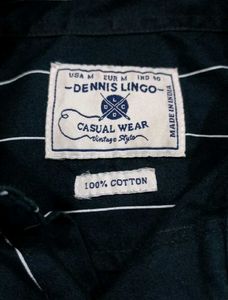 USA M EUR M IND 40
-DENNIS LINGO-
D L C C
CASUAL WEAR
Vintage Style
MADE IN INDIA
100% COTTON